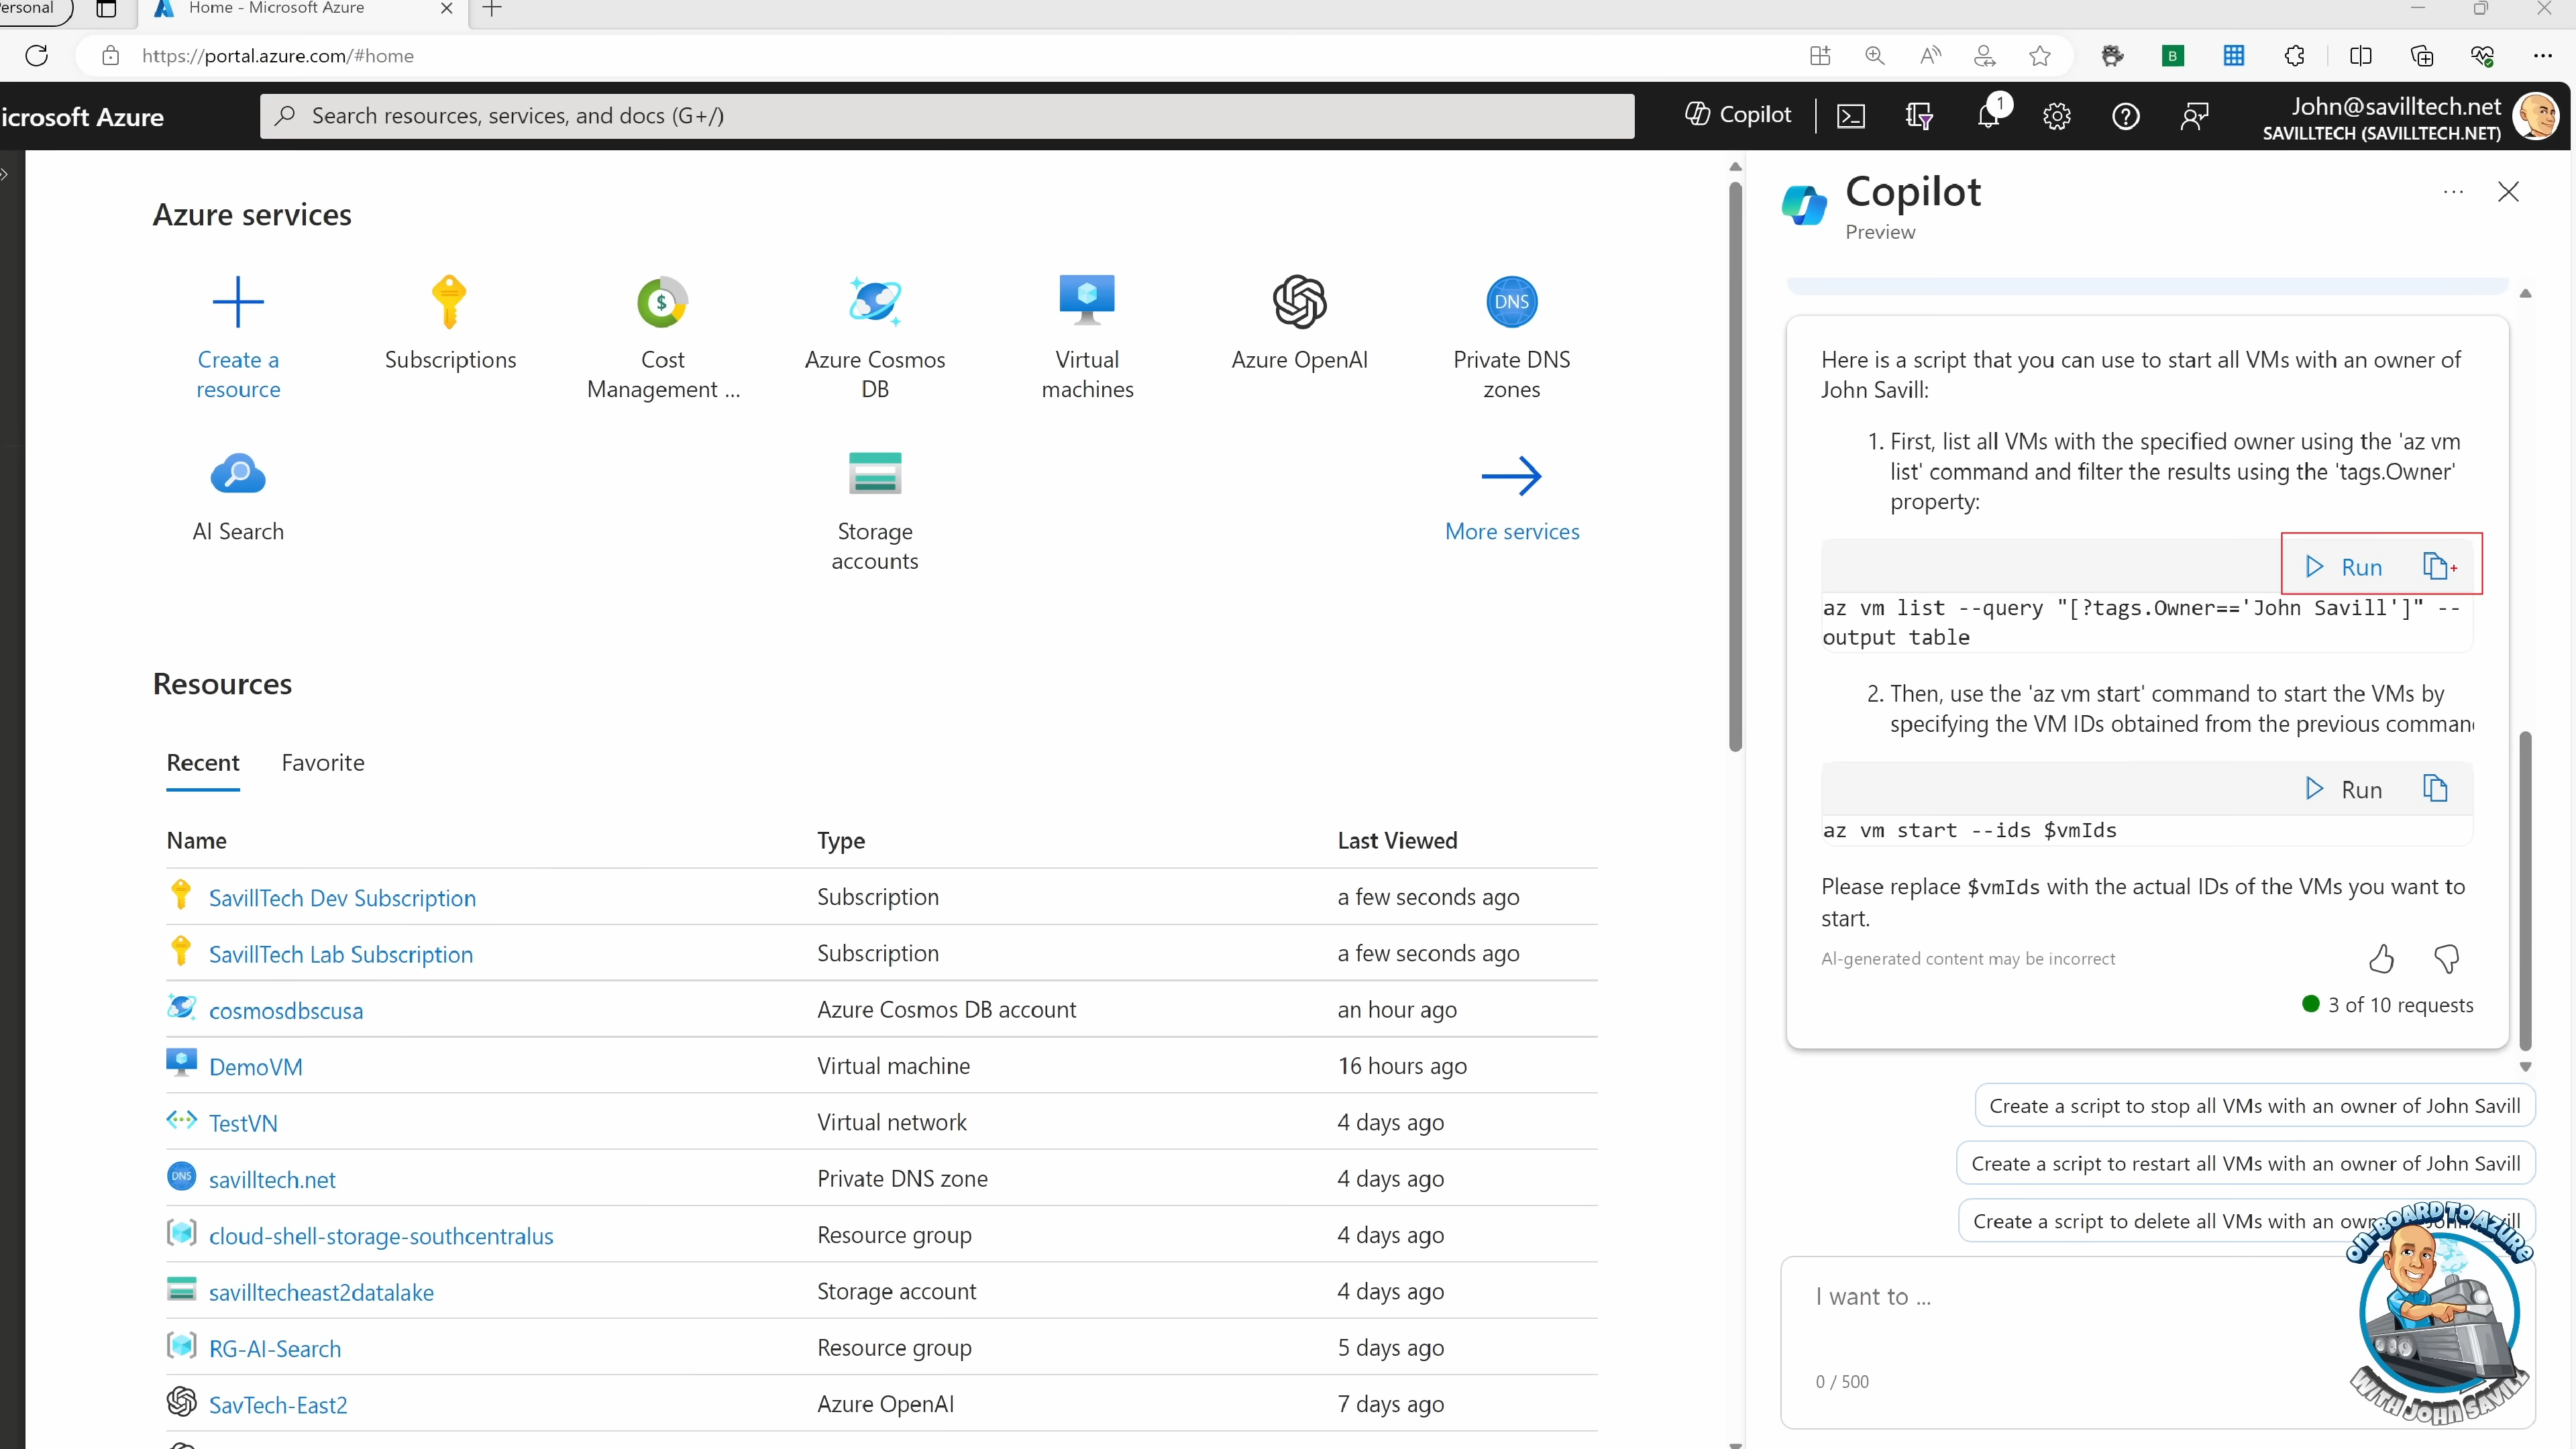 ersonal
Home - Microsoft Azure
https://portal.azure.com/#home
B
icrosoft Azure
Search resources, services, and docs (G+/)
Copilot
1
John@savilltech.net
SAVILLTECH (SAVILLTECH.NET)
Azure services
Create a
resource
Subscriptions
Cost
Management ...
Azure Cosmos
DB
Virtual
machines
Azure OpenAI
DNS
Private DNS
zones
AI Search
Storage
accounts
More services
Resources
Recent
Favorite
Name Type Last Viewed
SavillTech Dev Subscription Subscription a few seconds ago
SavillTech Lab Subscription Subscription a few seconds ago
cosmosdbscusa Azure Cosmos DB account an hour ago
DemoVM Virtual machine 16 hours ago
TestVN Virtual network 4 days ago
DNS savilltech.net Private DNS zone 4 days ago
cloud-shell-storage-southcentralus Resource group 4 days ago
savilltecheast2datalake Storage account 4 days ago
RG-AI-Search Resource group 5 days ago
SavTech-East2 Azure OpenAI 7 days ago
Copilot
Preview
Here is a script that you can use to start all VMs with an owner of
John Savill:
1. First, list all VMs with the specified owner using the 'az vm
list' command and filter the results using the 'tags.Owner'
property:
Run
az vm list --query "[?tags.Owner=='John Savill']" --
output table
2. Then, use the 'az vm start' command to start the VMs by
specifying the VM IDs obtained from the previous comman
Run
az vm start --ids $vmIds
Please replace $vmIds with the actual IDs of the VMs you want to
start.
AI-generated content may be incorrect
3 of 10 requests
Create a script to stop all VMs with an owner of John Savill
Create a script to restart all VMs with an owner of John Savill
Create a script to delete all VMs with an
I want to ...
0 / 500
ON-BOARD TO AZURE
WITH JOHN SAVILL